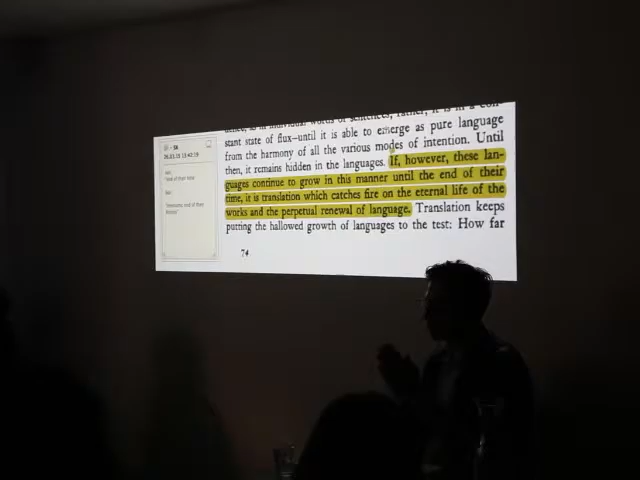 stant state of flux—until it is able to emerge as pure language
from the harmony of all the various modes of intention. Until
then, it remains hidden in the languages. If, however, these lan-
guages continue to grow in this manner until the end of their
time, it is translation which catches fire on the eternal life of the
works and the perpetual renewal of language. Translation keeps
putting the hallowed growth of languages to the test: How far
74